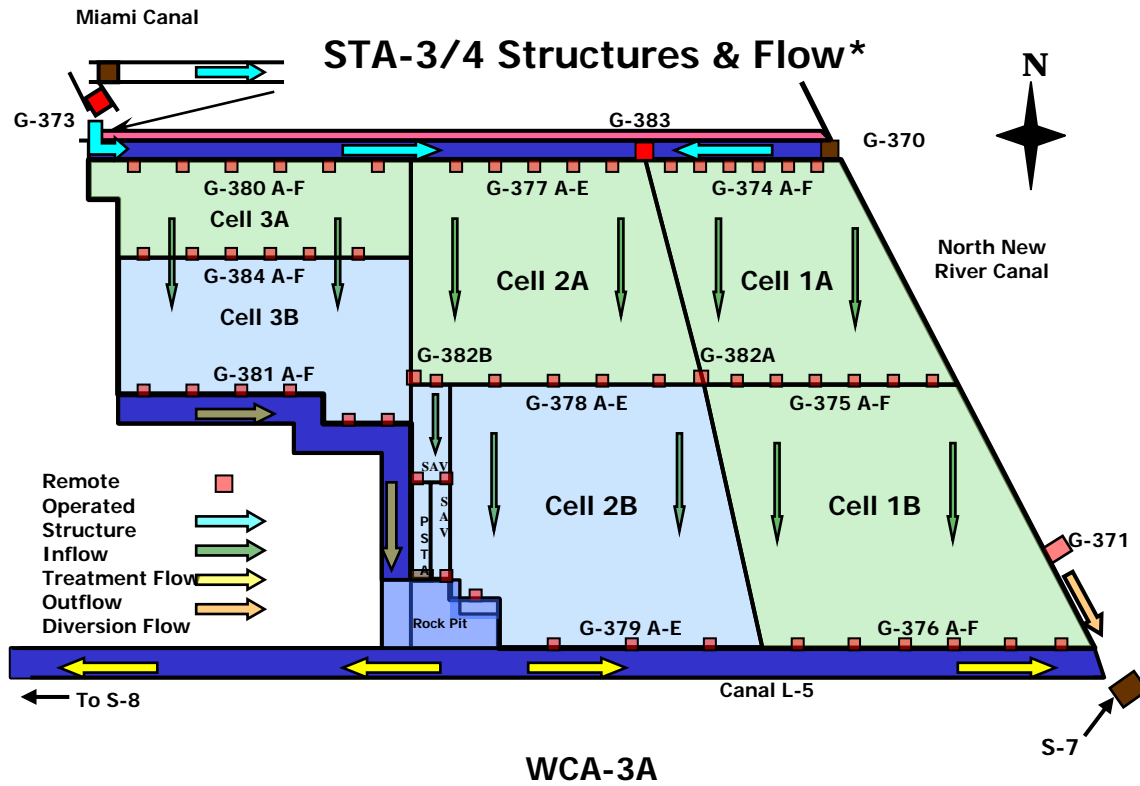 Miami Canal
STA-3/4 Structures & Flow*
N
G-373
G-383
G-370
G-380 A-F
G-377 A-E
G-374 A-F
Cell 3A
North New
River Canal
G-384 A-F
Cell 2A
Cell 1A
Cell 3B
G-382B
G-382A
G-381 A-F
G-378 A-E
G-375 A-F
SAV
Remote
Operated
Structure
Inflow
Treatment Flow
Outflow
Diversion Flow
PSTA
SAV
Cell 2B
Cell 1B
G-371
Rock Pit
G-379 A-E
G-376 A-F
To S-8
Canal L-5
S-7
WCA-3A